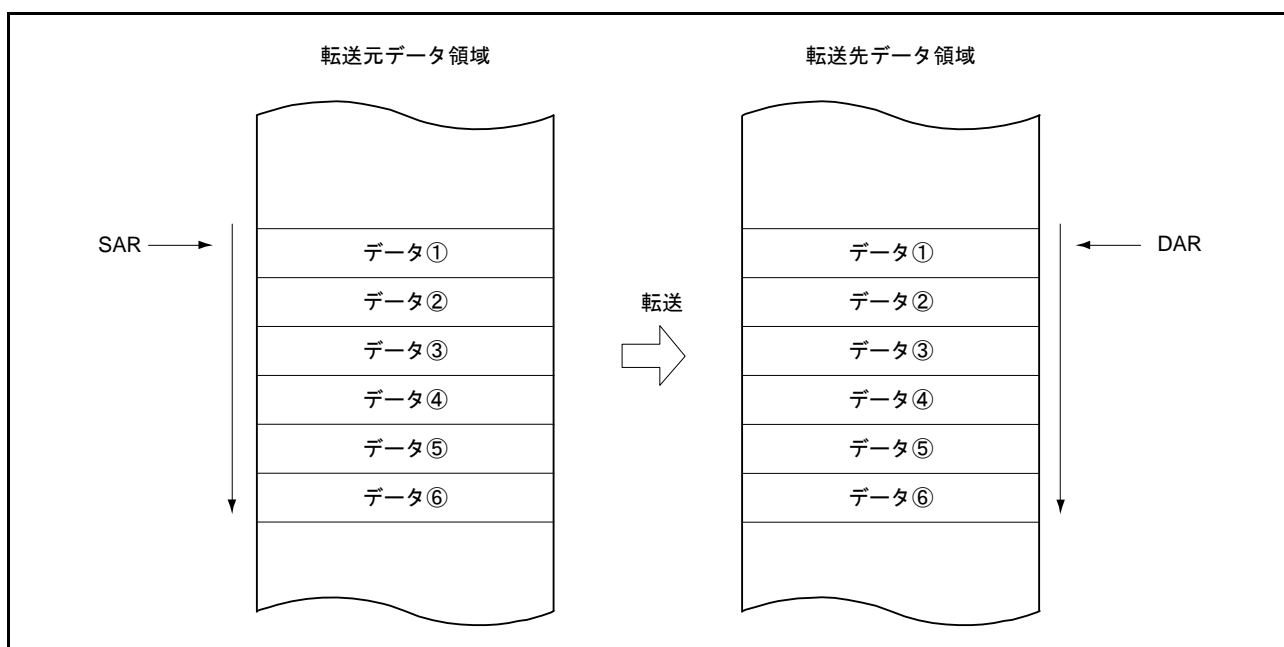 転送元データ領域
転送先データ領域
SAR
データ①
データ②
データ③
データ④
データ⑤
データ⑥
転送
データ①
データ②
データ③
データ④
データ⑤
データ⑥
DAR